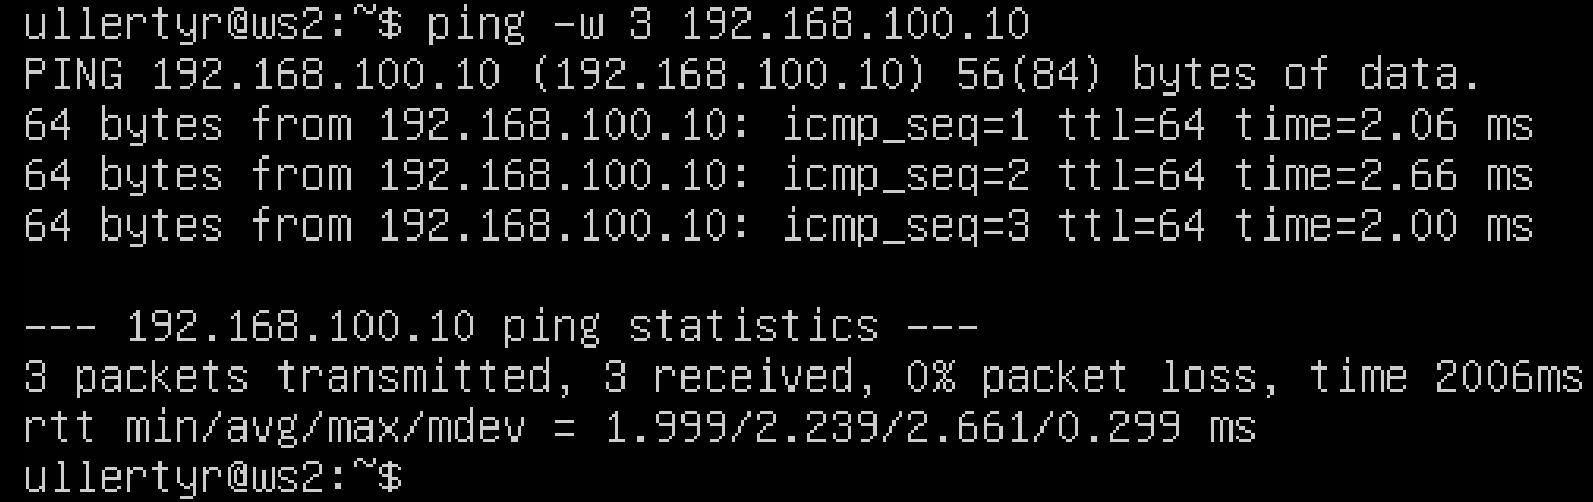 ullertyr@ws2:~$ ping -w 3 192.168.100.10
PING 192.168.100.10 (192.168.100.10) 56(84) bytes of data.
64 bytes from 192.168.100.10: icmp_seq=1 ttl=64 time=2.06 ms
64 bytes from 192.168.100.10: icmp_seq=2 ttl=64 time=2.66 ms
64 bytes from 192.168.100.10: icmp_seq=3 ttl=64 time=2.00 ms
--- 192.168.100.10 ping statistics ---
3 packets transmitted, 3 received, 0% packet loss, time 2006ms
rtt min/avg/max/mdev = 1.999/2.239/2.661/0.299 ms
ullertyr@ws2:~$